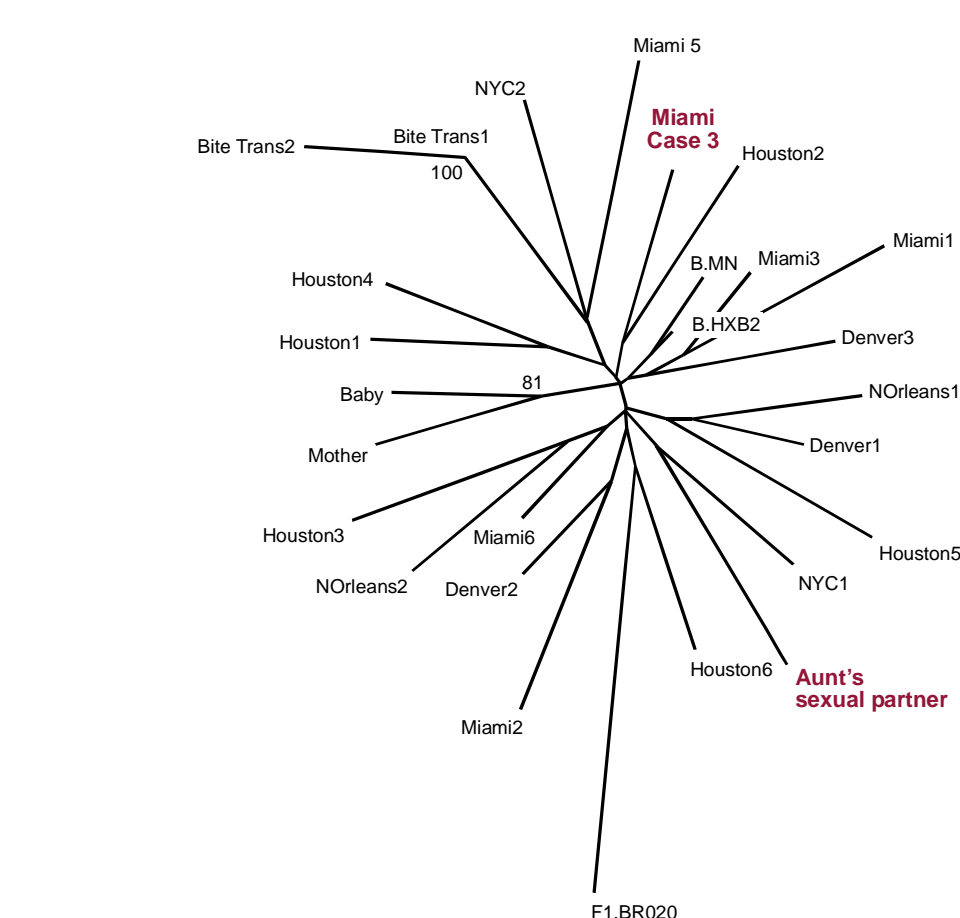 Miami 5
NYC2
Miami
Case 3
Bite Trans1
Bite Trans2
Houston2
100
Miami1
Miami3
B.MN
Houston4
B.HXB2
Denver3
Houston1
81
NOrleans1
Baby
Denver1
Mother
Houston3
Miami6
Houston5
NOrleans2
Denver2
NYC1
Houston6
Aunt’s
sexual partner
Miami2
F1.BR020